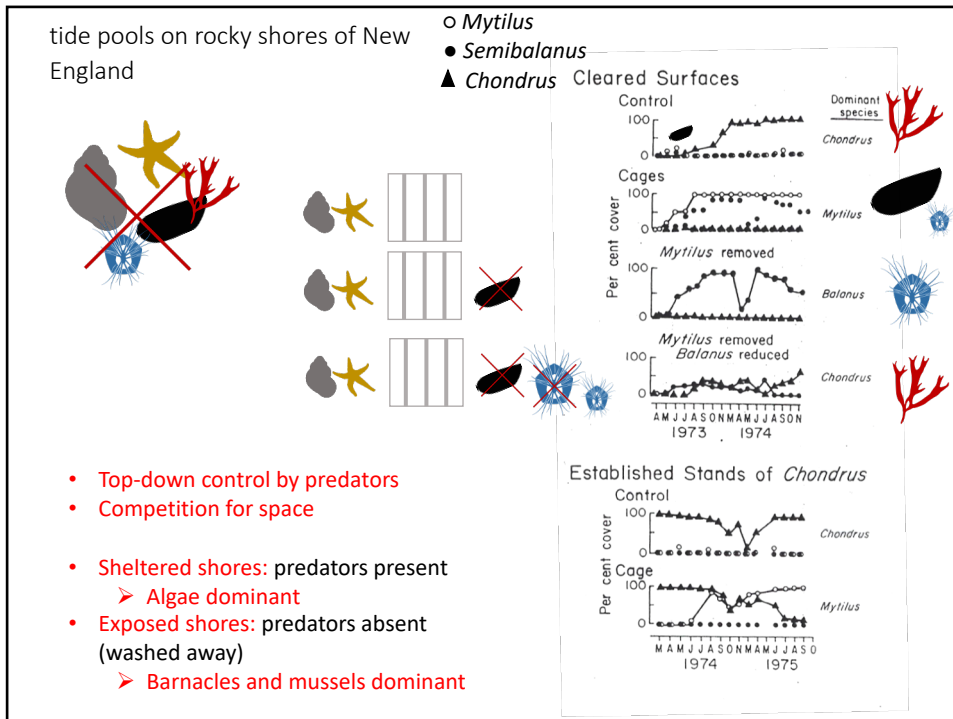 tide pools on rocky shores of New
England
○ Mytilus
● Semibalanus
▲ Chondrus
Cleared Surfaces
Control
Dominant
species
100
0
Chondrus
Cages
100
0
Mytilus
Mytilus removed
100
0
Balanus
Mytilus removed
Balanus reduced
100
0
Chondrus
Per cent cover
A M J J A S O N D J F M A M J J A S O N
1973 1974
• Top-down control by predators
• Competition for space
• Sheltered shores: predators present
➢ Algae dominant
• Exposed shores: predators absent
(washed away)
➢ Barnacles and mussels dominant
Established Stands of Chondrus
Control
100
0
Chondrus
Cage
100
0
Mytilus
Per cent cover
M A M J J A S O N D J F M A M J J A S O
1974 1975